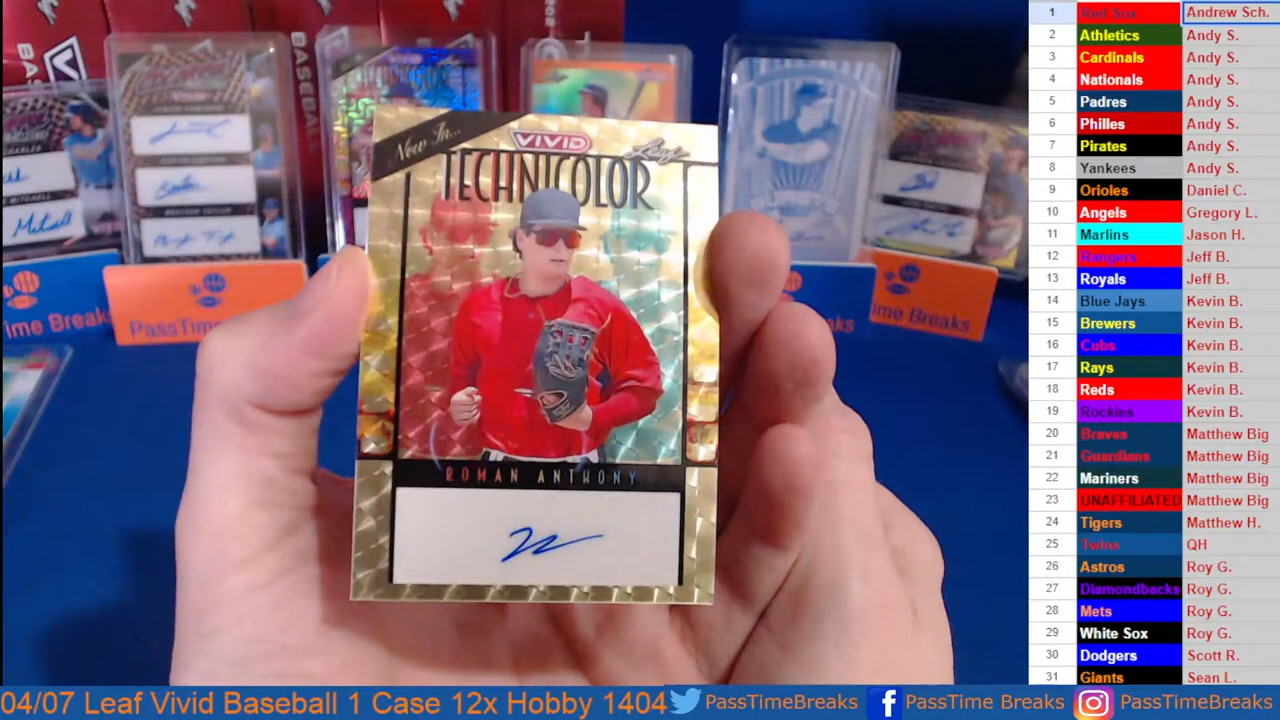 BASEBALL
New In...
VIVID
Leaf
TECHNICOLOR
ROMAN ANTHONY
Time Breaks
PassTime
Breaks
Time Breaks
1 Red Sox Andrew Sch.
2 Athletics Andy S.
3 Cardinals Andy S.
4 Nationals Andy S.
5 Padres Andy S.
6 Philles Andy S.
7 Pirates Andy S.
8 Yankees Andy S.
9 Orioles Daniel C.
10 Angels Gregory L.
11 Marlins Jason H.
12 Rangers Jeff B.
13 Royals Jeff B.
14 Blue Jays Kevin B.
15 Brewers Kevin B.
16 Cubs Kevin B.
17 Rays Kevin B.
18 Reds Kevin B.
19 Rockies Kevin B.
20 Braves Matthew Big
21 Guardians Matthew Big
22 Mariners Matthew Big
23 UNAFFILIATED Matthew Big
24 Tigers Matthew H.
25 Twins QH
26 Astros Roy G.
27 Diamondbacks Roy G.
28 Mets Roy G.
29 White Sox Roy G.
30 Dodgers Scott R.
31 Giants Sean L.
04/07 Leaf Vivid Baseball 1 Case 12x Hobby 1404 PassTimeBreaks PassTime Breaks PassTimeBreaks